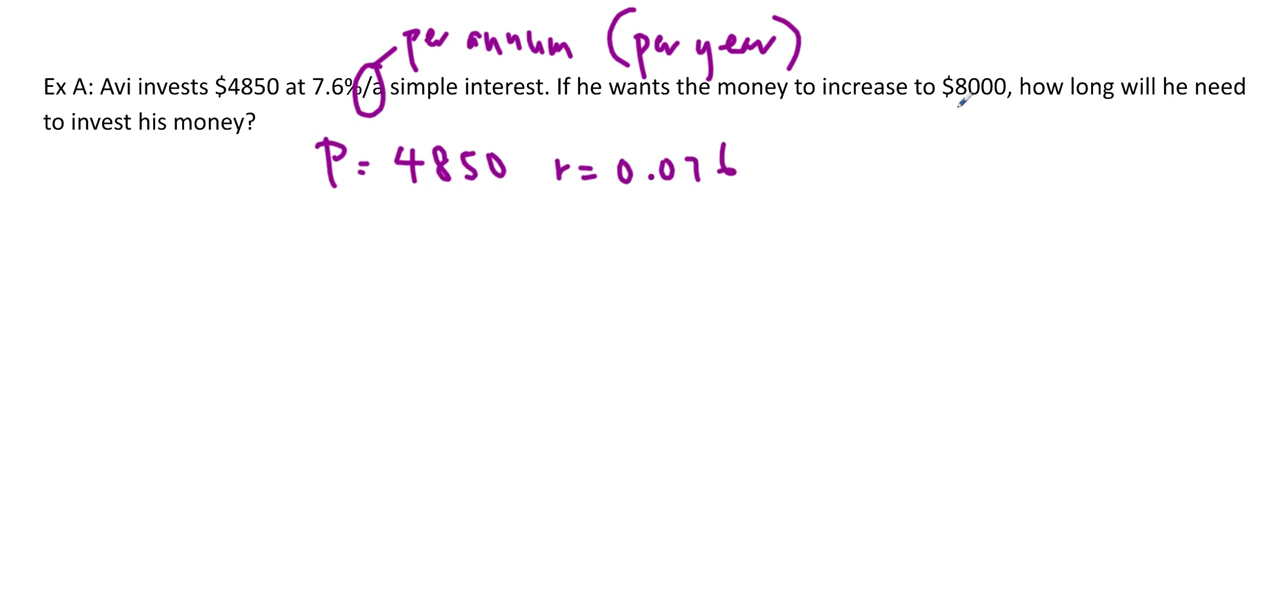 per annum (per year)
Ex A: Avi invests $4850 at 7.6%/a simple interest. If he wants the money to increase to $8000, how long will he need
to invest his money?
P = 4850 r = 0.076